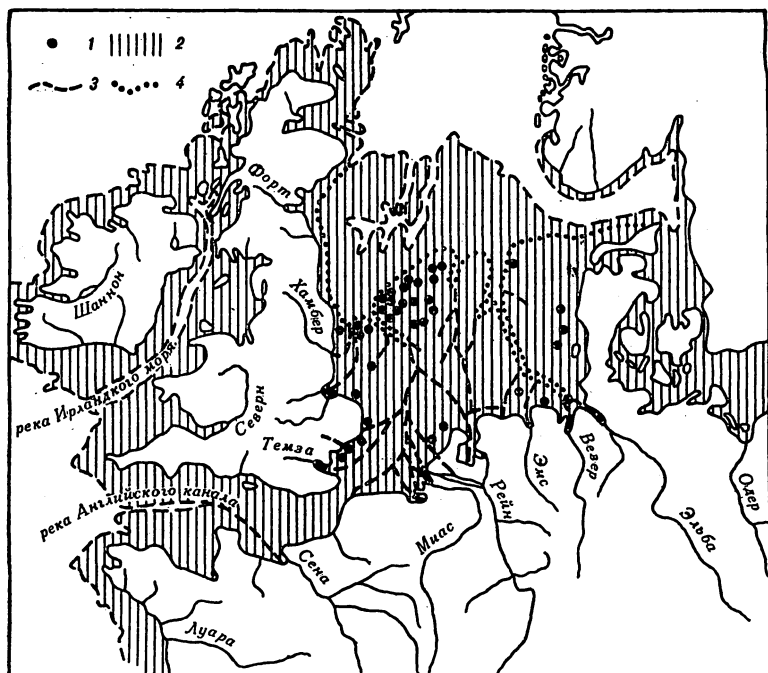 1 2
3 4
Форт
Шаннон
Хамбер
река Ирландкого моря
Северн
Темза
река Английского канала
Сена
Миас
Рейн
Эмс
Везер
Эльба
Одер
Луара